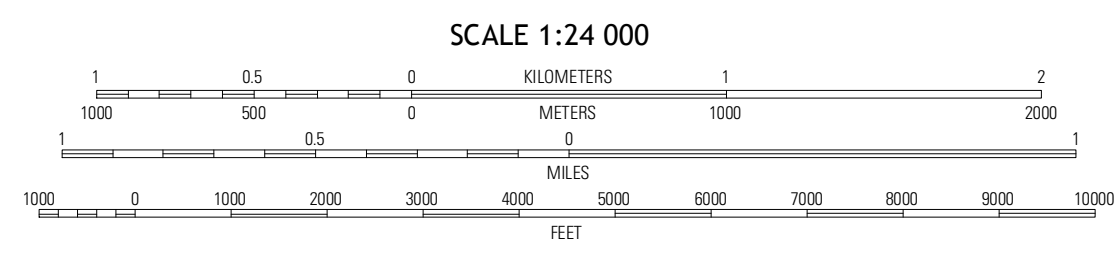 SCALE 1:24 000
1 0.5 0 KILOMETERS 1 2
1000 500 0 METERS 1000 2000
1 0.5 0 1
MILES
1000 0 1000 2000 3000 4000 5000 6000 7000 8000 9000 10000
FEET